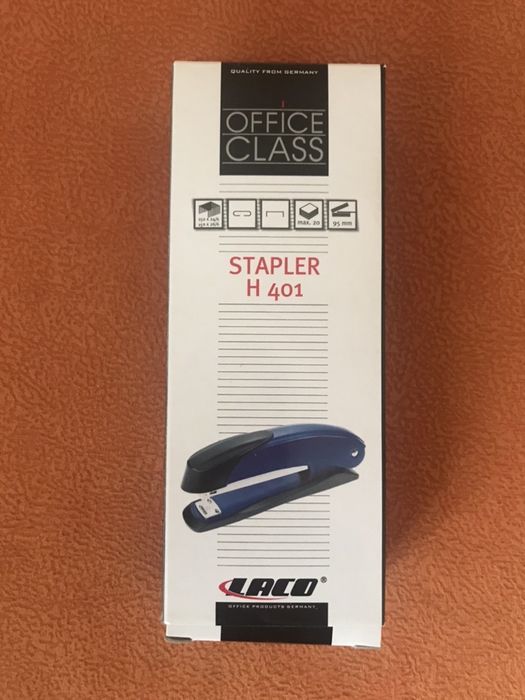 QUALITY FROM GERMANY
OFFICE
CLASS
max. 20
95 mm
STAPLER
H 401
LACO®
OFFICE PRODUCTS GERMANY